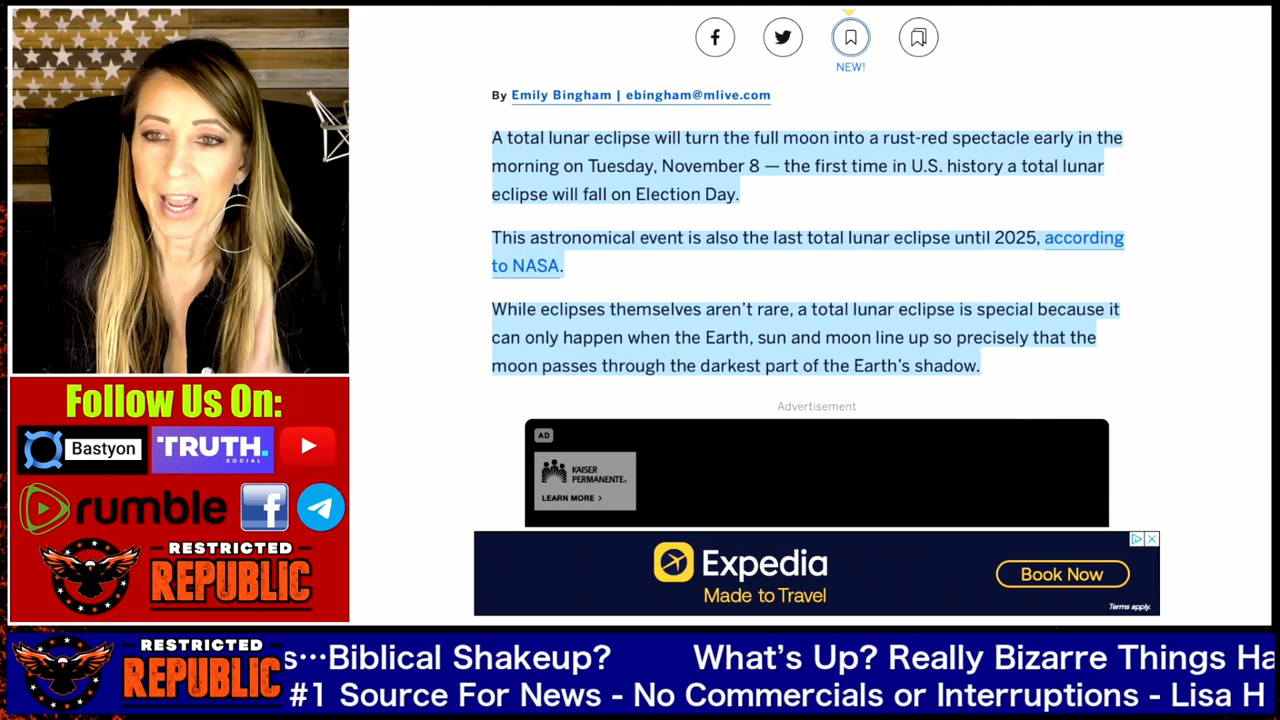 NEW!
By Emily Bingham | ebingham@mlive.com
A total lunar eclipse will turn the full moon into a rust-red spectacle early in the
morning on Tuesday, November 8 — the first time in U.S. history a total lunar
eclipse will fall on Election Day.
This astronomical event is also the last total lunar eclipse until 2025, according
to NASA.
While eclipses themselves aren't rare, a total lunar eclipse is special because it
can only happen when the Earth, sun and moon line up so precisely that the
moon passes through the darkest part of the Earth's shadow.
Advertisement
AD
KAISER
PERMANENTE®
LEARN MORE >
Expedia
Made to Travel
Book Now
Terms apply.
Follow Us On:
Bastyon
TRUTH.
SOCIAL
rumble
RESTRICTED
REPUBLIC
RESTRICTED
REPUBLIC
s...Biblical Shakeup? What's Up? Really Bizarre Things Ha
#1 Source For News - No Commercials or Interruptions - Lisa H